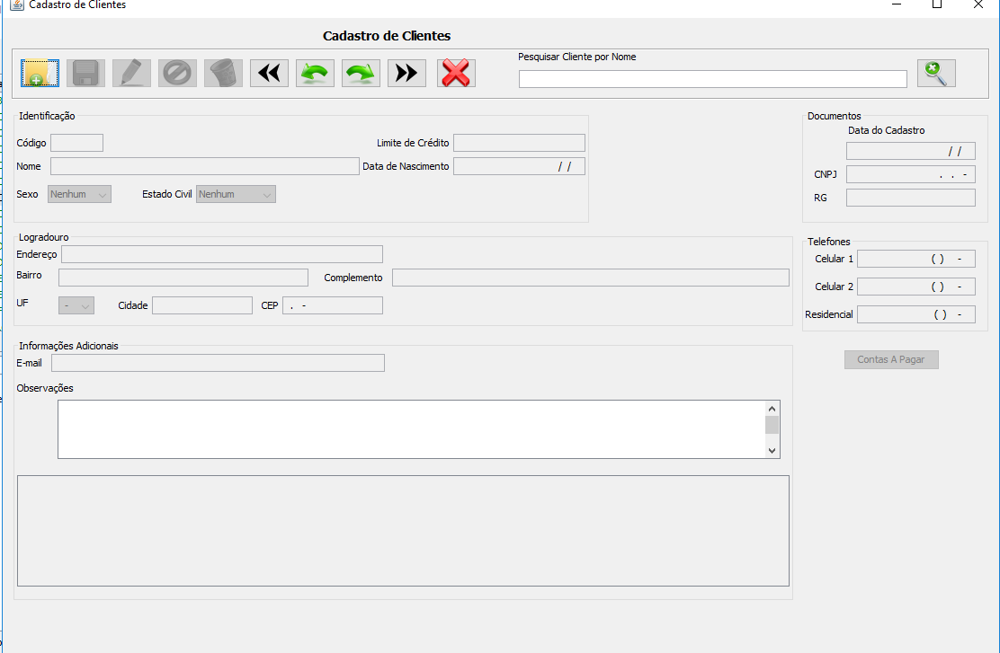 Cadastro de Clientes
Cadastro de Clientes
Pesquisar Cliente por Nome
Identificação
Código
Limite de Crédito
Nome
Data de Nascimento / /
Sexo Nenhum
Estado Civil Nenhum
Documentos
Data do Cadastro
/ /
CNPJ . . -
RG
Logradouro
Endereço
Bairro
Complemento
UF -
Cidade
CEP . -
Telefones
Celular 1 ( ) -
Celular 2 ( ) -
Residencial ( ) -
Informações Adicionais
E-mail
Observações
Contas A Pagar